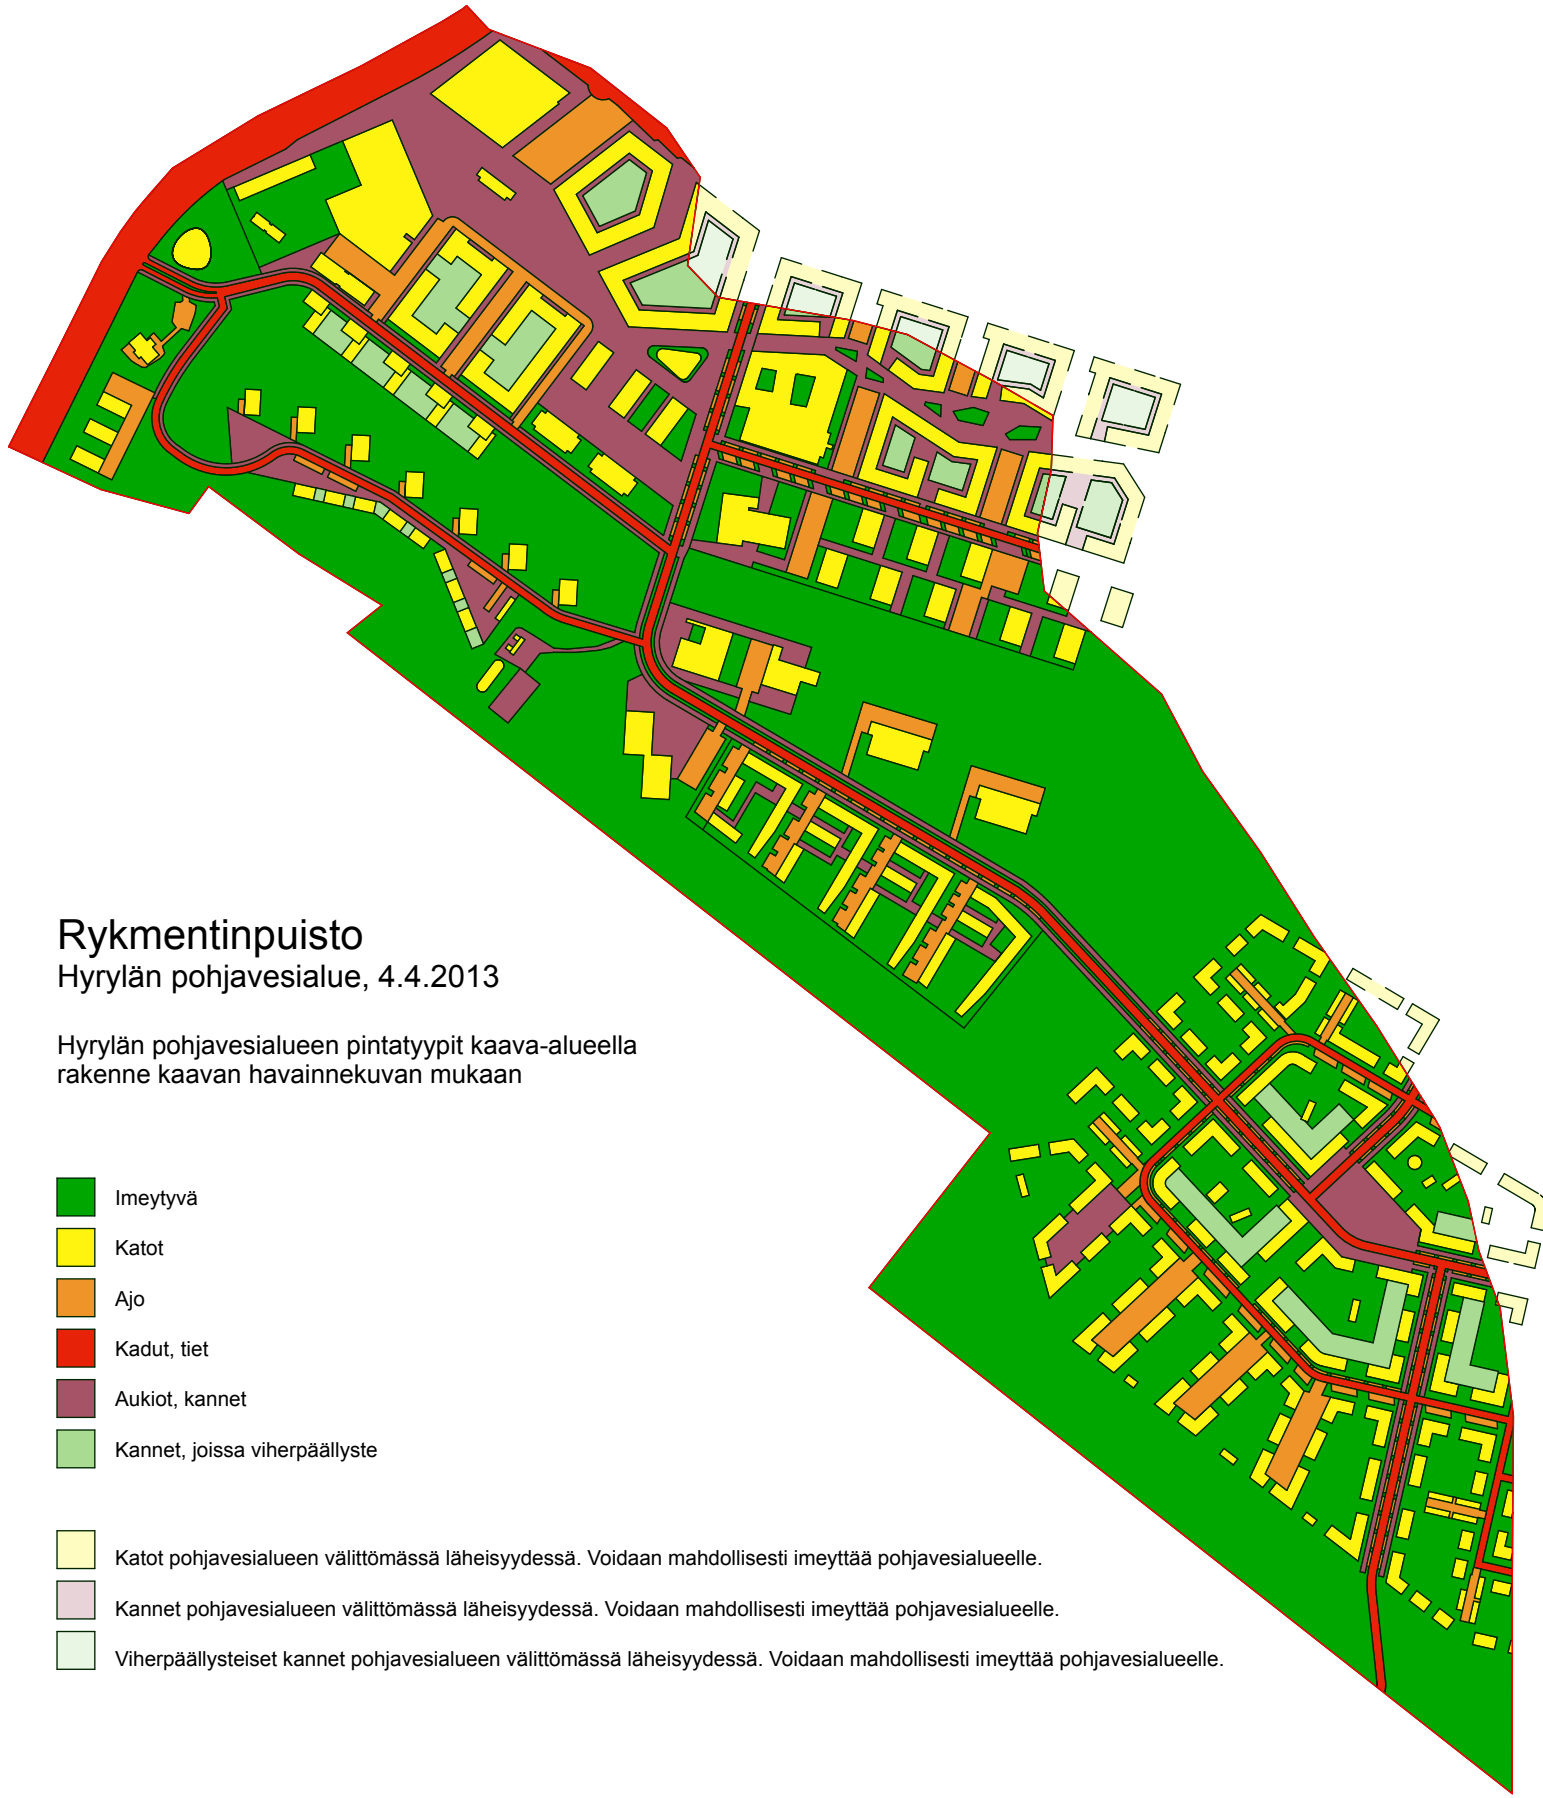 Rykmentinpuisto
Hyrylän pohjavesialue, 4.4.2013
Hyrylän pohjavesialueen pintatyypit kaava-alueella
rakenne kaavan havainnekuvan mukaan
Imeytyvä
Katot
Ajo
Kadut, tiet
Aukiot, kannet
Kannet, joissa viherpäällyste
Katot pohjavesialueen välittömässä läheisyydessä. Voidaan mahdollisesti imeyttää pohjavesialueelle.
Kannet pohjavesialueen välittömässä läheisyydessä. Voidaan mahdollisesti imeyttää pohjavesialueelle.
Viherpäällysteiset kannet pohjavesialueen välittömässä läheisyydessä. Voidaan mahdollisesti imeyttää pohjavesialueelle.